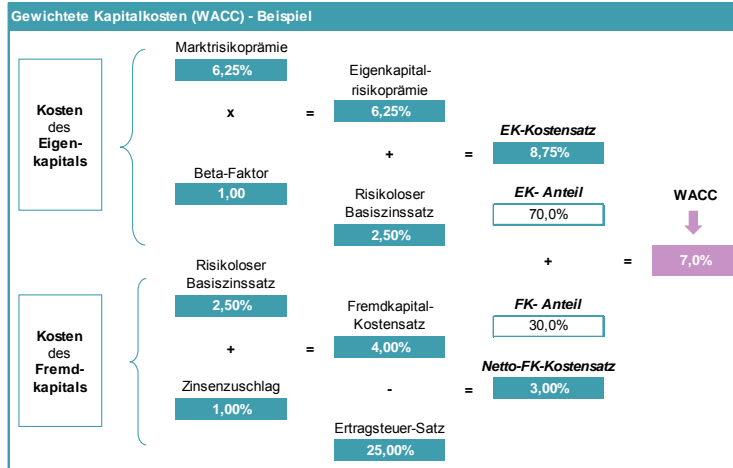 Gewichtete Kapitalkosten (WACC) - Beispiel
Marktrisikoprämie
6,25%
Eigenkapital-
risikoprämie
Kosten
des
Eigen-
kapitals
x
=
6,25%
EK-Kostensatz
+
=
8,75%
Beta-Faktor
1,00
Risikoloser
Basiszinssatz
2,50%
EK- Anteil
70,0%
WACC
+
=
7,0%
Risikoloser
Basiszinssatz
2,50%
Fremdkapital-
Kostensatz
FK- Anteil
30,0%
Kosten
des
Fremd-
kapitals
+
=
4,00%
Netto-FK-Kostensatz
Zinsenzuschlag
1,00%
-
=
3,00%
Ertragsteuer-Satz
25,00%